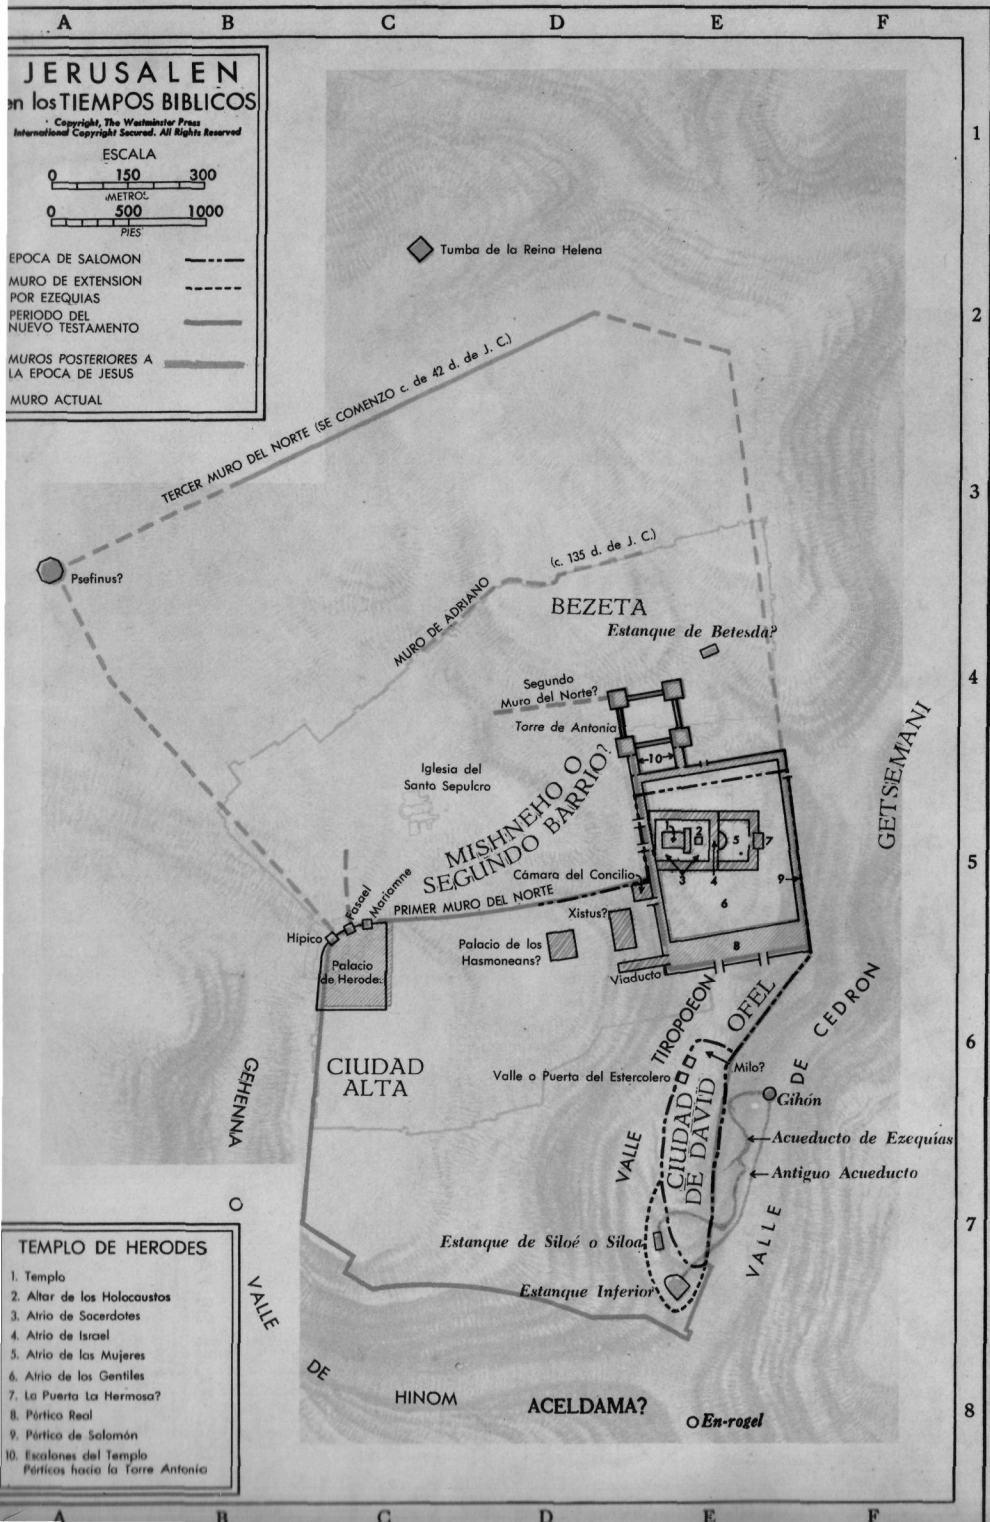 A B C D E F
JERUSALEN
en los TIEMPOS BIBLICOS
Copyright, The Westminster Press
International Copyright Secured. All Rights Reserved
ESCALA
0 150 300
METROS
0 500 1000
PIES
EPOCA DE SALOMON
MURO DE EXTENSION
POR EZEQUIAS
PERIODO DEL
NUEVO TESTAMENTO
MUROS POSTERIORES A
LA EPOCA DE JESUS
MURO ACTUAL
1
2
3
4
5
6
7
8
Tumba de la Reina Helena
TERCER MURO DEL NORTE (SE COMENZO c. de 42 d. de J. C.)
Psefinus?
MURO DE ADRIANO
(c. 135 d. de J. C.)
BEZETA
Estanque de Betesda?
Segundo
Muro del Norte?
Torre de Antonia
10
Iglesia del
Santo Sepulcro
MISHNEHO O
SEGUNDO BARRIO?
GETSEMANI
1
2
5
7
3
4
9
6
8
Cámara del Concilio
PRIMER MURO DEL NORTE
Xistus?
Hípico
Fasael
Mariamne
Palacio
de Herodes
Palacio de los
Hasmoneans?
Viaducto
TIROPOEON
OFEL
VALLE DE CEDRON
CIUDAD
ALTA
Valle o Puerta del Estercolero
Milo?
Gihón
GEHENNA
CIUDAD
DE DAVID
VALLE
Acueducto de Ezequías
Antiguo Acueducto
Estanque de Siloé o Siloa
Estanque Inferior
VALLE
DE
HINOM
ACELDAMA?
En-rogel
TEMPLO DE HERODES
1. Templo
2. Altar de los Holocaustos
3. Atrio de Sacerdotes
4. Atrio de Israel
5. Atrio de las Mujeres
6. Atrio de los Gentiles
7. La Puerta La Hermosa?
8. Pórtico Real
9. Pórtico de Salomón
10. Escalones del Templo
Pórticos hacia la Torre Antonia
A B C D E F